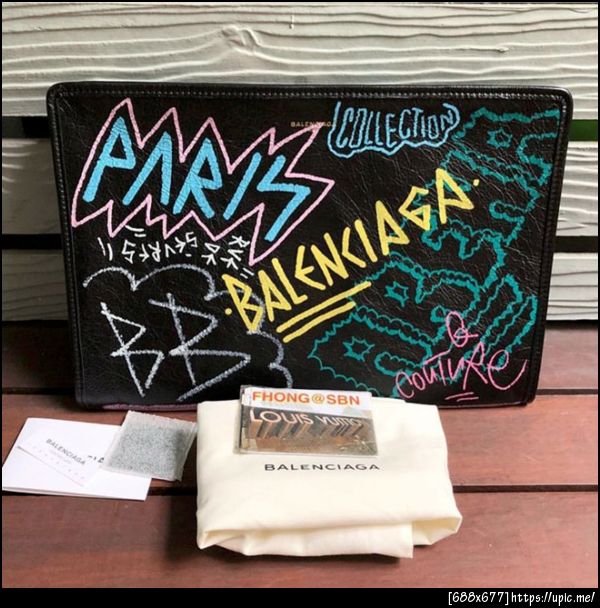 BALENCIAGA
COLLECTION
PARIS
BALENCIAGA
BB
COUTURE
FHONG@SBN
LOUIS VUITTON
BALENCIAGA
BALENCIAGA
[688x677]https://upic.me/